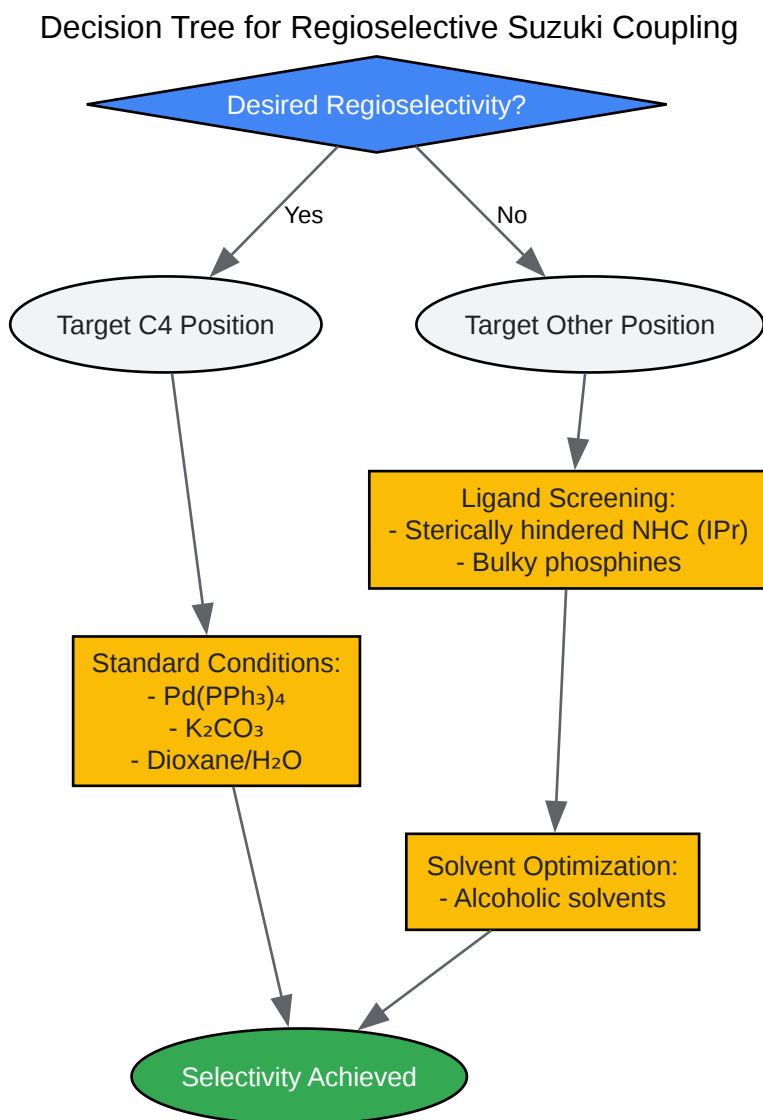 Decision Tree for Regioselective Suzuki Coupling
Desired Regioselectivity?
Yes
No
Target C4 Position
Target Other Position
Ligand Screening:
- Sterically hindered NHC (IPr)
- Bulky phosphines
Standard Conditions:
- Pd(PPh₃)₄
- K₂CO₃
- Dioxane/H₂O
Solvent Optimization:
- Alcoholic solvents
Selectivity Achieved